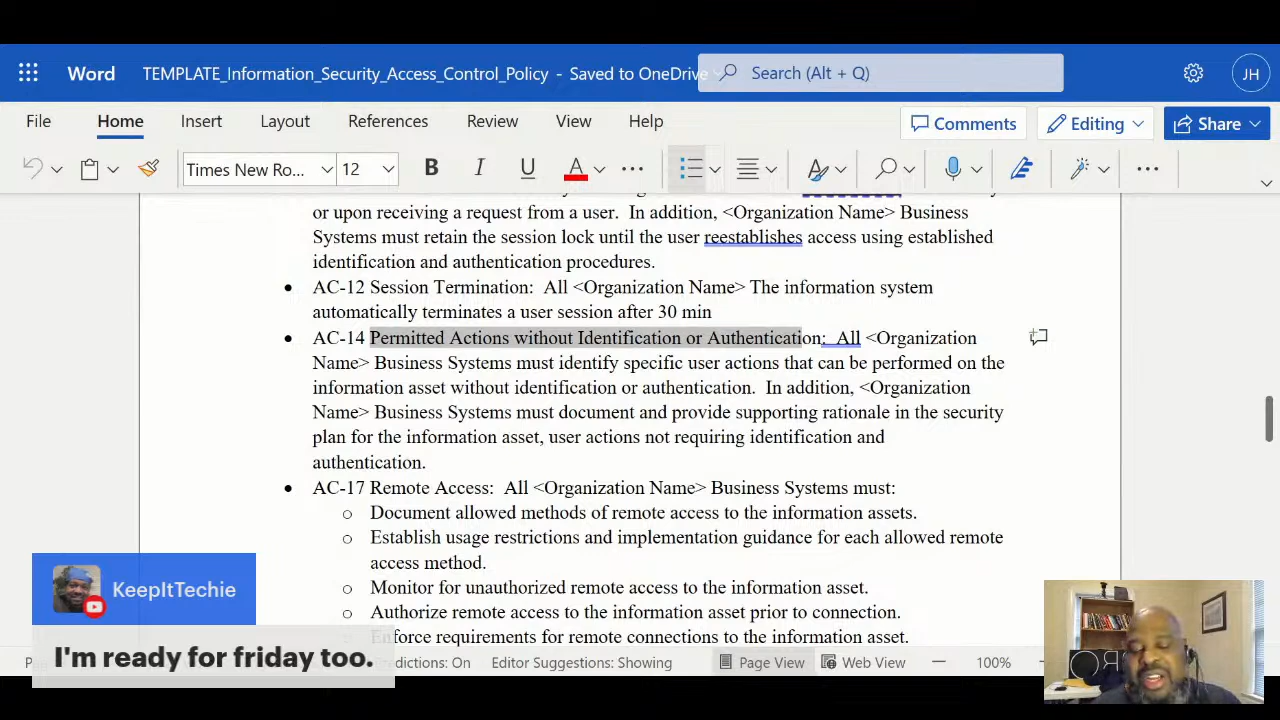 Word
TEMPLATE_Information_Security_Access_Control_Policy - Saved to OneDrive
Search (Alt + Q)
JH
File
Home
Insert
Layout
References
Review
View
Help
Comments
Editing
Share
Times New Ro...
12
B
I
U
A
or upon receiving a request from a user. In addition, <Organization Name> Business
Systems must retain the session lock until the user reestablishes access using established
identification and authentication procedures.
• AC-12 Session Termination: All <Organization Name> The information system
automatically terminates a user session after 30 min
• AC-14 Permitted Actions without Identification or Authentication: All <Organization
Name> Business Systems must identify specific user actions that can be performed on the
information asset without identification or authentication. In addition, <Organization
Name> Business Systems must document and provide supporting rationale in the security
plan for the information asset, user actions not requiring identification and
authentication.
• AC-17 Remote Access: All <Organization Name> Business Systems must:
o Document allowed methods of remote access to the information assets.
o Establish usage restrictions and implementation guidance for each allowed remote
access method.
o Monitor for unauthorized remote access to the information asset.
o Authorize remote access to the information asset prior to connection.
Enforce requirements for remote connections to the information asset.
KeepItTechie
I'm ready for friday too.
redictions: On
Editor Suggestions: Showing
Page View
Web View
100%